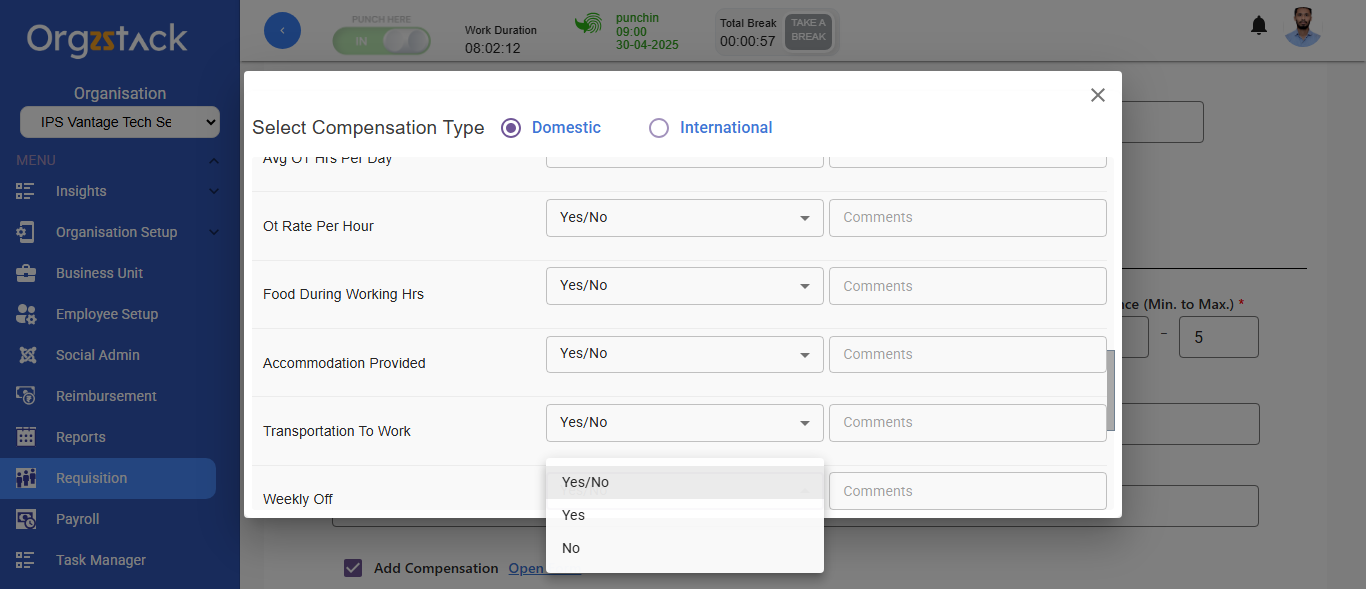 Orgzstack
Organisation
IPS Vantage Tech Se
MENU
Insights
Organisation Setup
Business Unit
Employee Setup
Social Admin
Reimbursement
Reports
Requisition
Payroll
Task Manager
PUNCH HERE
IN
Work Duration
08:02:12
punchin
09:00
30-04-2025
Total Break
00:00:57
TAKE A
BREAK
Select Compensation Type Domestic International
Avg OT Hrs Per Day
Ot Rate Per Hour Yes/No Comments
Food During Working Hrs Yes/No Comments
Accommodation Provided Yes/No Comments
Transportation To Work Yes/No Comments
Weekly Off Comments
Yes/No
Yes
No
(Min. to Max.) *
- 5
Add Compensation Open